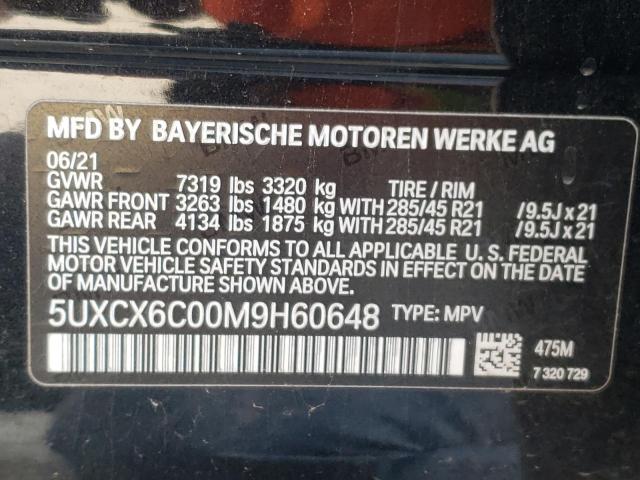 MFD BY BAYERISCHE MOTOREN WERKE AG
06/21
GVWR 7319 lbs 3320 kg TIRE / RIM
GAWR FRONT 3263 lbs 1480 kg WITH 285/45 R21 /9.5J x 21
GAWR REAR 4134 lbs 1875 kg WITH 285/45 R21 /9.5J x 21
THIS VEHICLE CONFORMS TO ALL APPLICABLE U. S. FEDERAL
MOTOR VEHICLE SAFETY STANDARDS IN EFFECT ON THE DATE
OF MANUFACTURE SHOWN ABOVE.
5UXCX6C00M9H60648 TYPE: MPV
475M
7 320 729